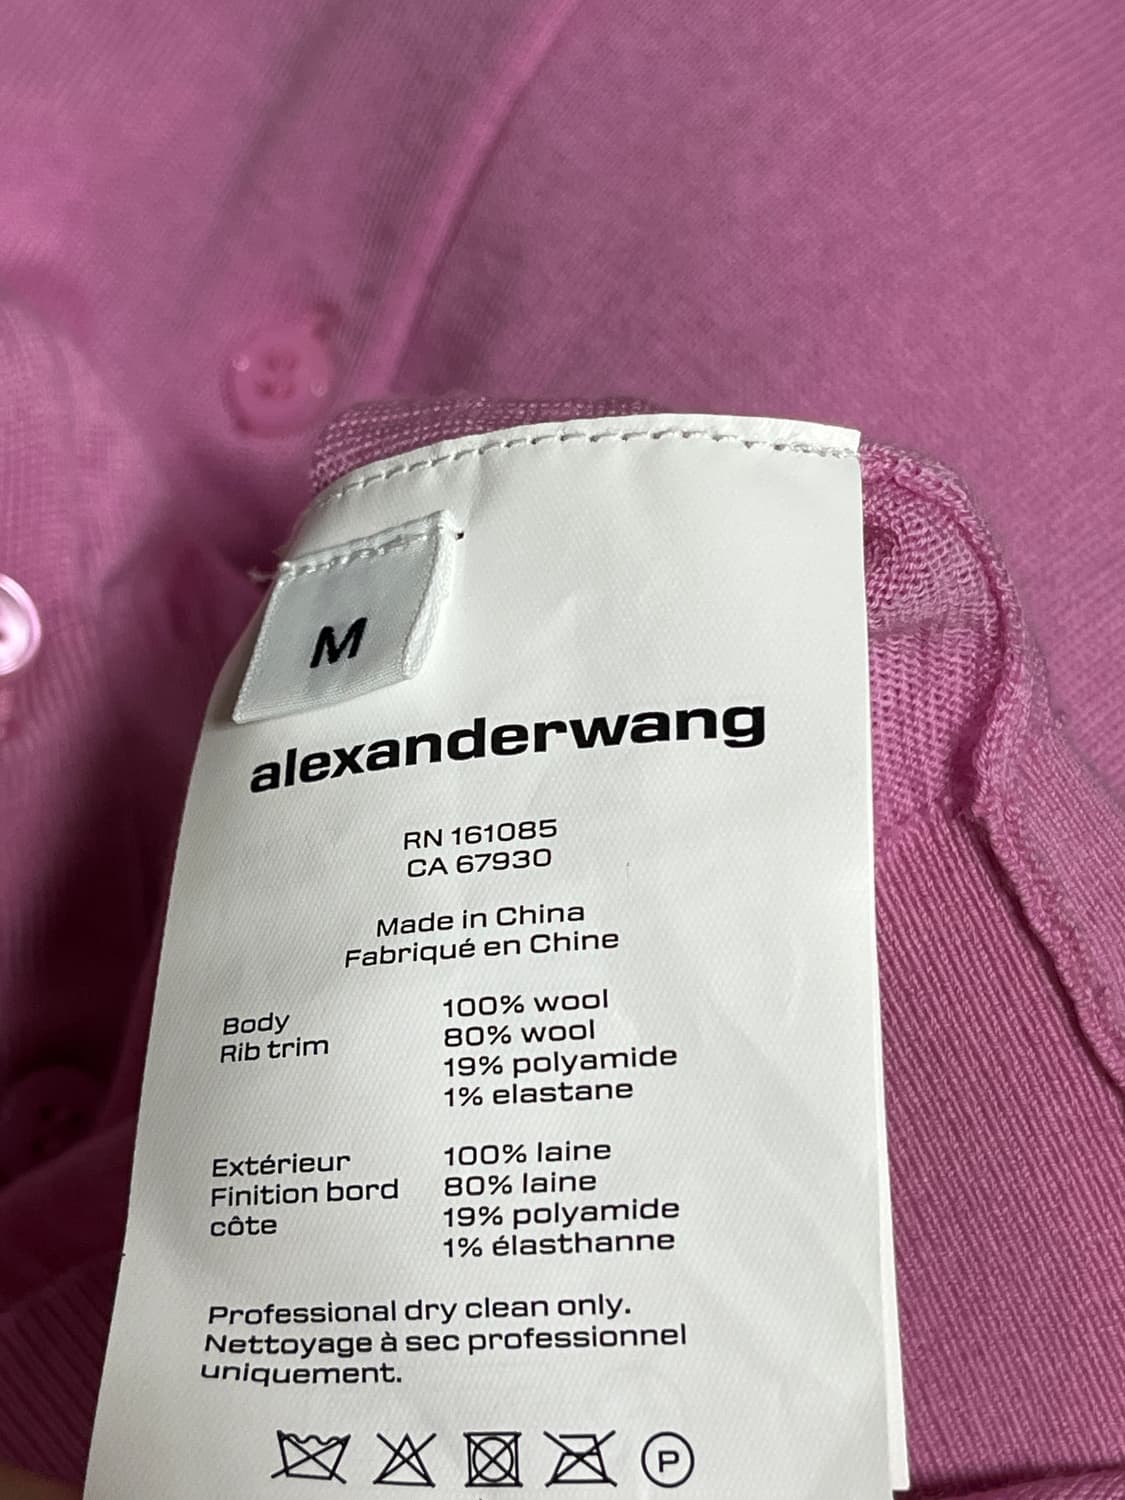 M
alexanderwang
RN 161085
CA 67930
Made in China
Fabriqué en Chine
Body 100% wool
Rib trim 80% wool
19% polyamide
1% elastane
Extérieur 100% laine
Finition bord 80% laine
côte 19% polyamide
1% élasthanne
Professional dry clean only.
Nettoyage à sec professionnel
uniquement.
P